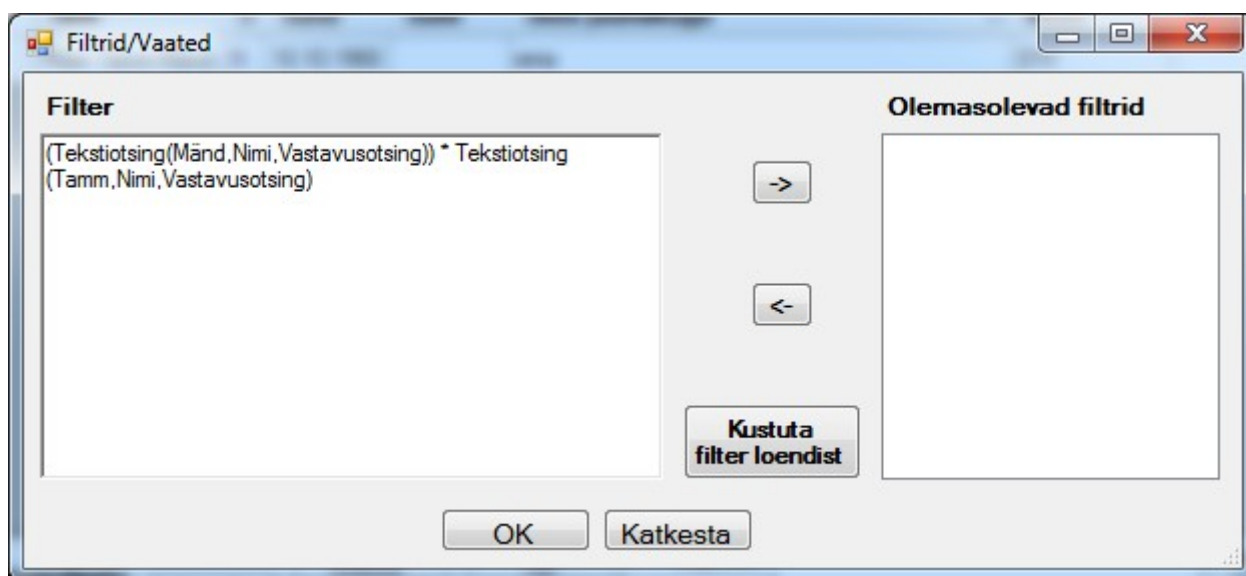 Filtrid/Vaated
Filter
Olemasolevad filtrid
(Tekstiotsing(Mänd,Nimi,Vastavusotsing)) * Tekstiotsing
(Tamm,Nimi,Vastavusotsing)
->
<-
Kustuta
filter loendist
OK
Katkesta